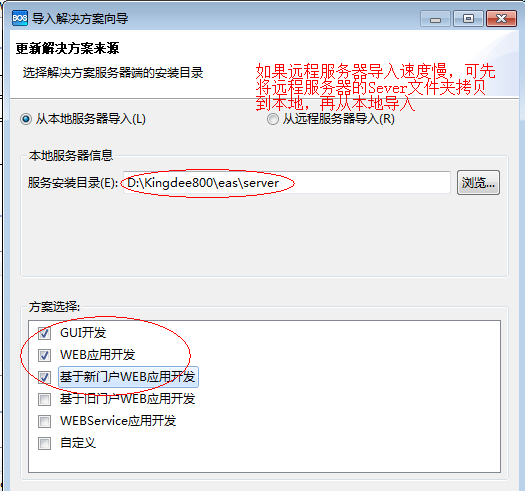 BOS 导入解决方案向导
更新解决方案来源
选择解决方案服务器端的安装目录
如果远程服务器导入速度慢，可先
将远程服务器的Sever文件夹拷贝
到本地，再从本地导入
从本地服务器导入(L) 从远程服务器导入(R)
本地服务器信息
服务安装目录(E): D:\Kingdee800\eas\server 浏览...
方案选择:
GUI开发
WEB应用开发
基于新门户WEB应用开发
基于旧门户WEB应用开发
WEBService应用开发
自定义